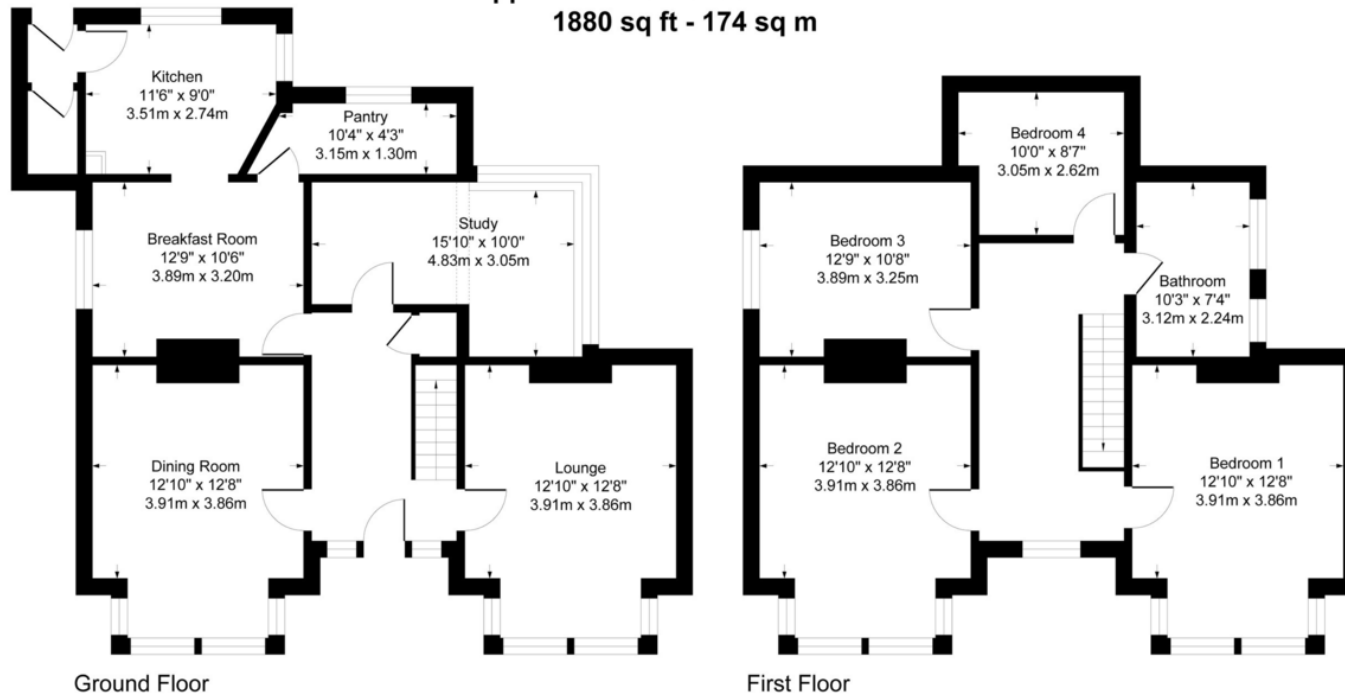 1880 sq ft - 174 sq m
Kitchen
11'6" x 9'0"
3.51m x 2.74m
Pantry
10'4" x 4'3"
3.15m x 1.30m
Breakfast Room
12'9" x 10'6"
3.89m x 3.20m
Study
15'10" x 10'0"
4.83m x 3.05m
Dining Room
12'10" x 12'8"
3.91m x 3.86m
Lounge
12'10" x 12'8"
3.91m x 3.86m
Ground Floor
Bedroom 4
10'0" x 8'7"
3.05m x 2.62m
Bedroom 3
12'9" x 10'8"
3.89m x 3.25m
Bathroom
10'3" x 7'4"
3.12m x 2.24m
Bedroom 2
12'10" x 12'8"
3.91m x 3.86m
Bedroom 1
12'10" x 12'8"
3.91m x 3.86m
First Floor